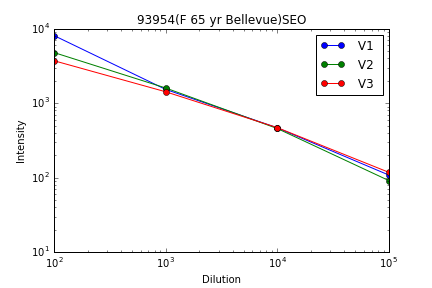 93954(F 65 yr Bellevue)SEO
V1
V2
V3
Intensity
10^4
10^3
10^2
10^1
10^2 10^3 10^4 10^5
Dilution